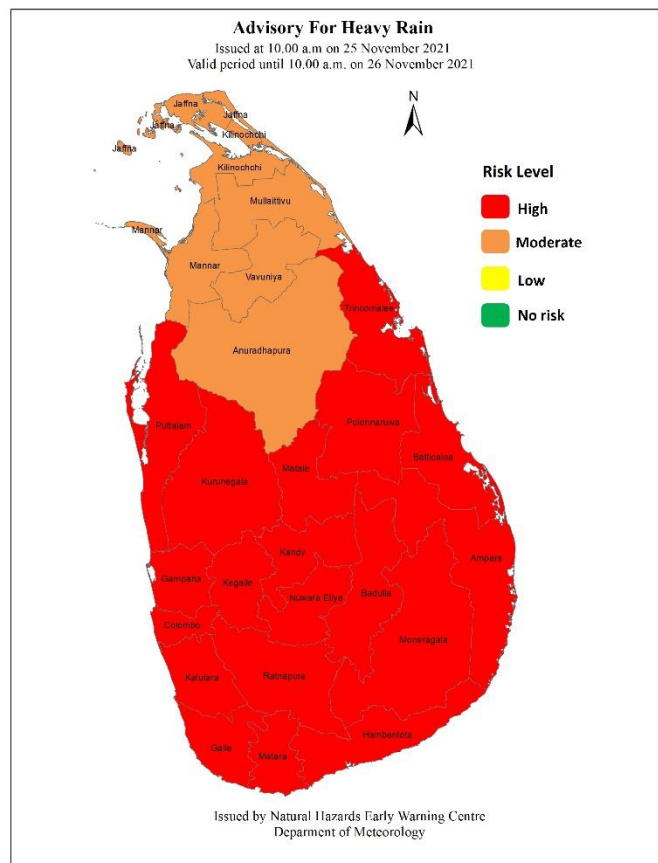 Advisory For Heavy Rain
Issued at 10.00 a.m on 25 November 2021
Valid period until 10.00 a.m. on 26 November 2021
N
Jaffna
Jaffna
Jaffna
Kilinochchi
Jaffna
Kilinochchi
Risk Level
Mullaittivu
High
Mannar
Moderate
Mannar
Vavuniya
Low
Trincomalee
No risk
Anuradhapura
Puttalam
Polonnaruwa
Batticaloa
Matale
Kurunegala
Kandy
Ampara
Gampaha
Kegalle
Nuwara Eliya
Badulla
Colombo
Moneragala
Kalutara
Ratnapura
Hambantota
Galle
Matara
Issued by Natural Hazards Early Warning Centre
Deparment of Meteorology